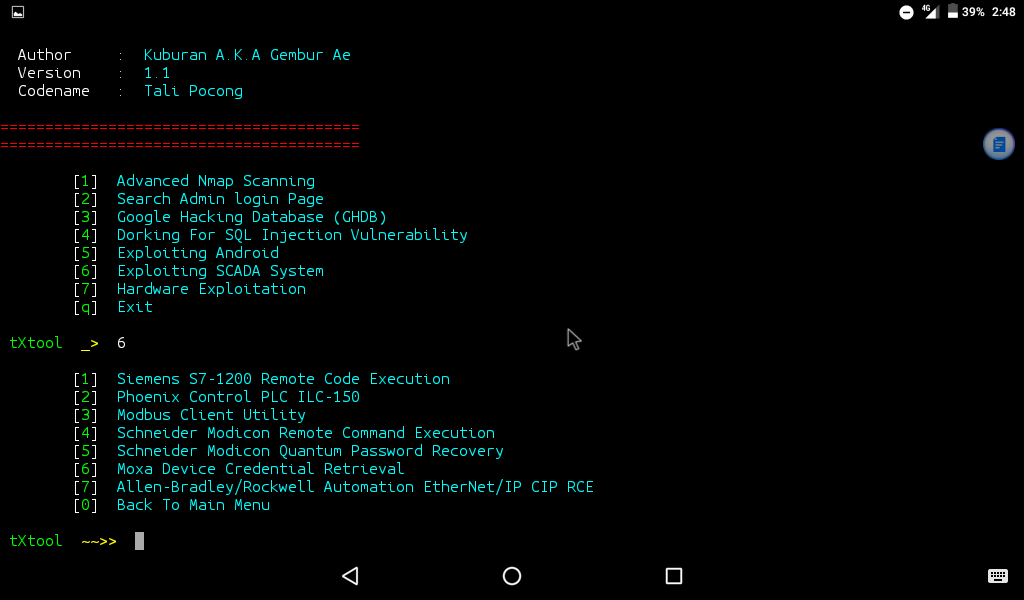 4G 39% 2:48
Author : Kuburan A.K.A Gembur Ae
Version : 1.1
Codename : Tali Pocong
========================================
========================================
[1] Advanced Nmap Scanning
[2] Search Admin login Page
[3] Google Hacking Database (GHDB)
[4] Dorking For SQL Injection Vulnerability
[5] Exploiting Android
[6] Exploiting SCADA System
[7] Hardware Exploitation
[q] Exit
tXtool _> 6
[1] Siemens S7-1200 Remote Code Execution
[2] Phoenix Control PLC ILC-150
[3] Modbus Client Utility
[4] Schneider Modicon Remote Command Execution
[5] Schneider Modicon Quantum Password Recovery
[6] Moxa Device Credential Retrieval
[7] Allen-Bradley/Rockwell Automation EtherNet/IP CIP RCE
[0] Back To Main Menu
tXtool ~~>>